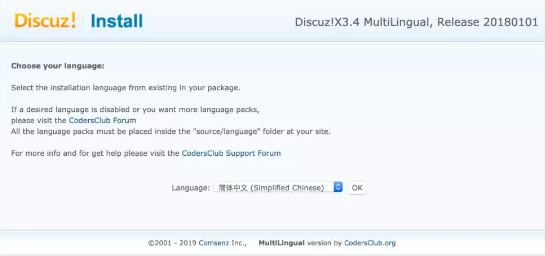 Discuz! Install
Discuz!X3.4 MultiLingual, Release 20180101
Choose your language:
Select the installation language from existing in your package.
If a desired language is disabled or you want more language packs,
please visit the CodersClub Forum
All the language packs must be placed inside the "source/language" folder at your site.
For more info and for get help please visit the CodersClub Support Forum
Language: 简体中文 (Simplified Chinese) OK
©2001 - 2019 Comsenz Inc., MultiLingual version by CodersClub.org